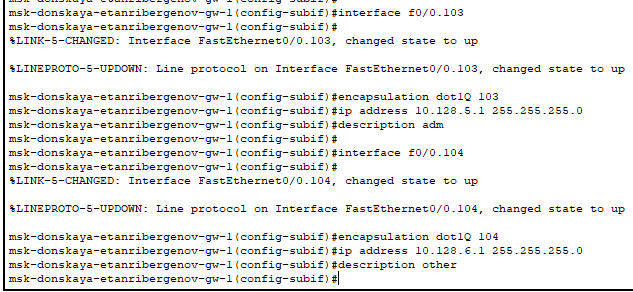 msk-donskaya-etanribergenov-gw-1(config-subif)#
msk-donskaya-etanribergenov-gw-1(config-subif)#interface f0/0.103
msk-donskaya-etanribergenov-gw-1(config-subif)#
%LINK-5-CHANGED: Interface FastEthernet0/0.103, changed state to up
%LINEPROTO-5-UPDOWN: Line protocol on Interface FastEthernet0/0.103, changed state to up
msk-donskaya-etanribergenov-gw-1(config-subif)#encapsulation dot1Q 103
msk-donskaya-etanribergenov-gw-1(config-subif)#ip address 10.128.5.1 255.255.255.0
msk-donskaya-etanribergenov-gw-1(config-subif)#description adm
msk-donskaya-etanribergenov-gw-1(config-subif)#
msk-donskaya-etanribergenov-gw-1(config-subif)#interface f0/0.104
msk-donskaya-etanribergenov-gw-1(config-subif)#
%LINK-5-CHANGED: Interface FastEthernet0/0.104, changed state to up
%LINEPROTO-5-UPDOWN: Line protocol on Interface FastEthernet0/0.104, changed state to up
msk-donskaya-etanribergenov-gw-1(config-subif)#encapsulation dot1Q 104
msk-donskaya-etanribergenov-gw-1(config-subif)#ip address 10.128.6.1 255.255.255.0
msk-donskaya-etanribergenov-gw-1(config-subif)#description other
msk-donskaya-etanribergenov-gw-1(config-subif)#